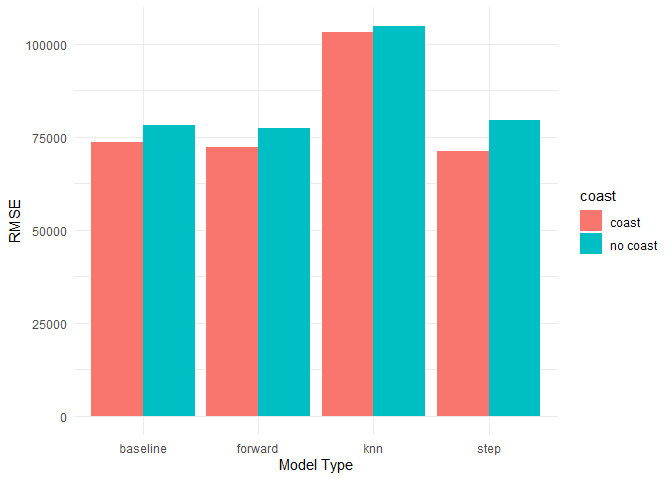 100000
75000
50000
25000
0
RMSE
baseline forward knn step
Model Type
coast
coast
no coast